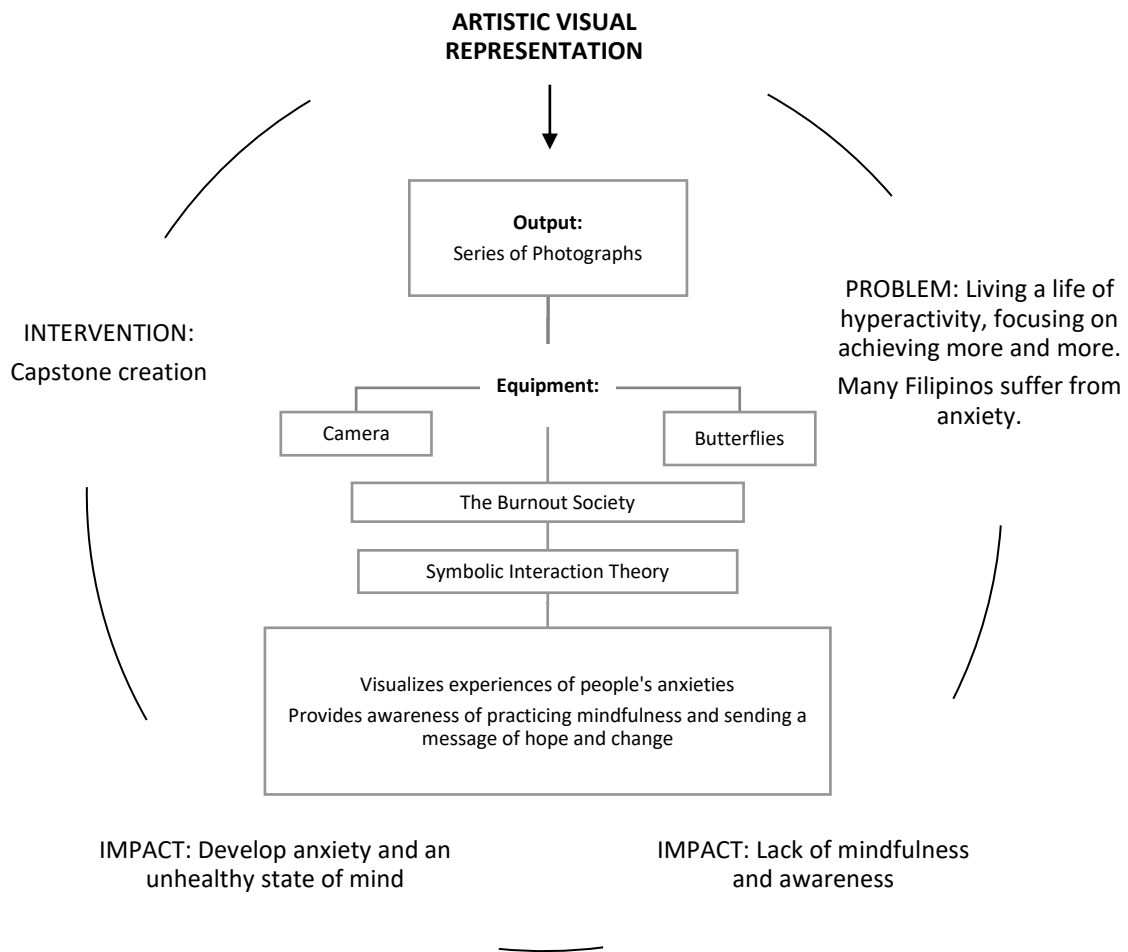 ARTISTIC VISUAL
REPRESENTATION
Output:
Series of Photographs
PROBLEM: Living a life of
hyperactivity, focusing on
achieving more and more.
Many Filipinos suffer from
anxiety.
INTERVENTION:
Capstone creation
Equipment:
Camera
Butterflies
The Burnout Society
Symbolic Interaction Theory
Visualizes experiences of people's anxieties
Provides awareness of practicing mindfulness and sending a
message of hope and change
IMPACT: Develop anxiety and an
unhealthy state of mind
IMPACT: Lack of mindfulness
and awareness